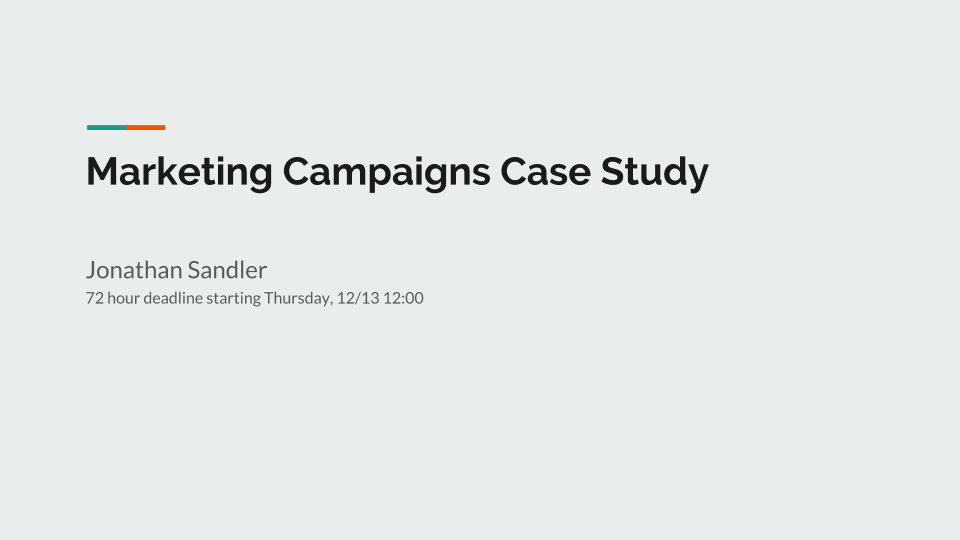 Marketing Campaigns Case Study
Jonathan Sandler
72 hour deadline starting Thursday, 12/13 12:00